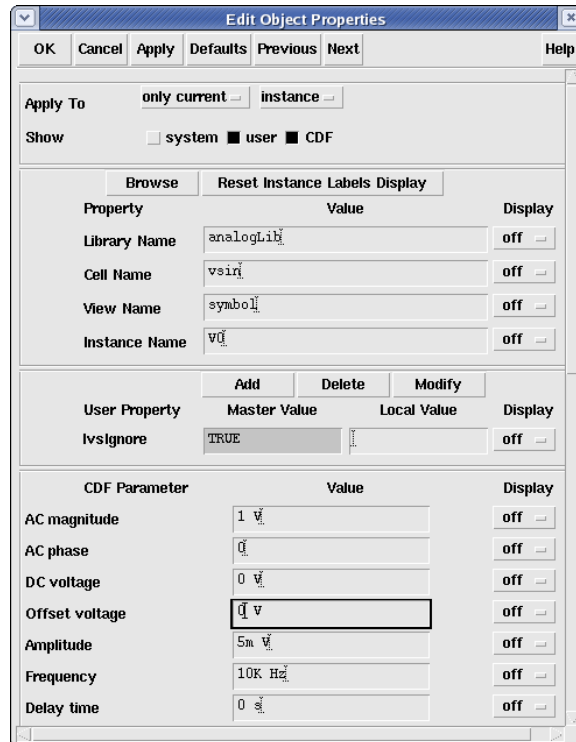 Edit Object Properties
OK Cancel Apply Defaults Previous Next Help
Apply To only current instance
Show system user CDF
Browse Reset Instance Labels Display
Property Value Display
Library Name analogLib off
Cell Name vsin off
View Name symbol off
Instance Name V0 off
Add Delete Modify
User Property Master Value Local Value Display
lvsIgnore TRUE off
CDF Parameter Value Display
AC magnitude 1 V off
AC phase 0 off
DC voltage 0 V off
Offset voltage 0 V off
Amplitude 5m V off
Frequency 10K Hz off
Delay time 0 s off